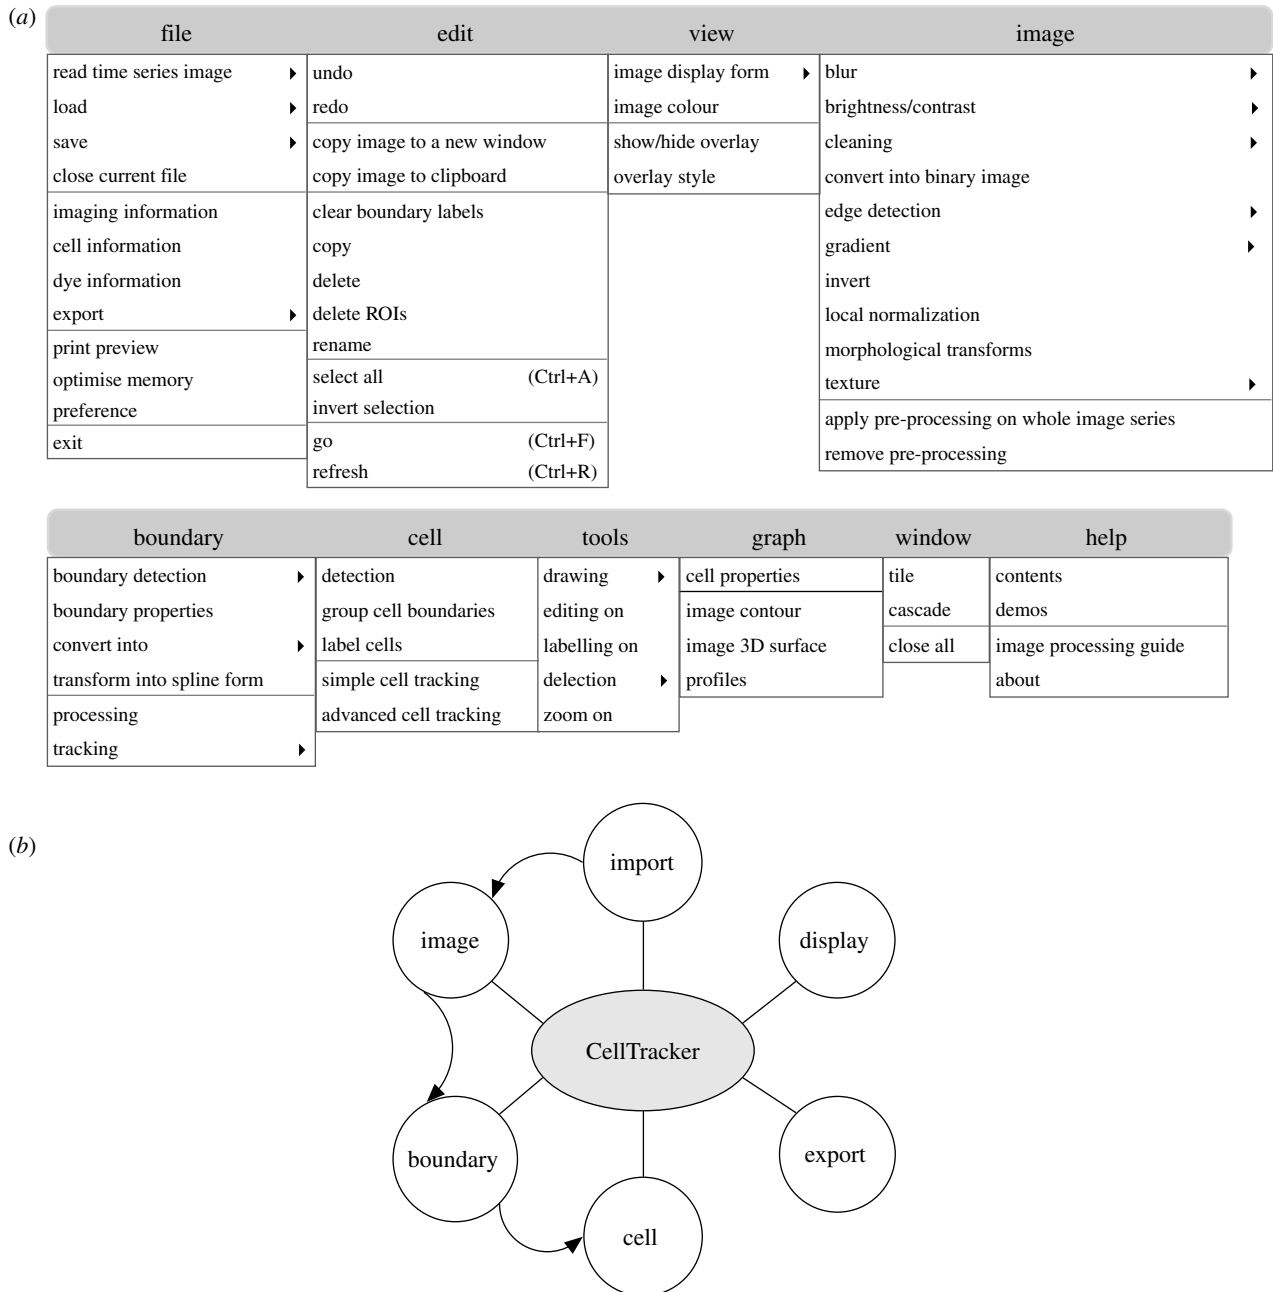 (a)
file
edit
view
image
read time series image
load
save
close current file
imaging information
cell information
dye information
export
print preview
optimise memory
preference
exit
undo
redo
copy image to a new window
copy image to clipboard
clear boundary labels
copy
delete
delete ROIs
rename
select all (Ctrl+A)
invert selection
go (Ctrl+F)
refresh (Ctrl+R)
image display form
image colour
show/hide overlay
overlay style
blur
brightness/contrast
cleaning
convert into binary image
edge detection
gradient
invert
local normalization
morphological transforms
texture
apply pre-processing on whole image series
remove pre-processing
boundary
cell
tools
graph
window
help
boundary detection
boundary properties
convert into
transform into spline form
processing
tracking
detection
group cell boundaries
label cells
simple cell tracking
advanced cell tracking
drawing
editing on
labelling on
delection
zoom on
cell properties
image contour
image 3D surface
profiles
tile
cascade
close all
contents
demos
image processing guide
about
(b)
import
image
display
CellTracker
boundary
export
cell